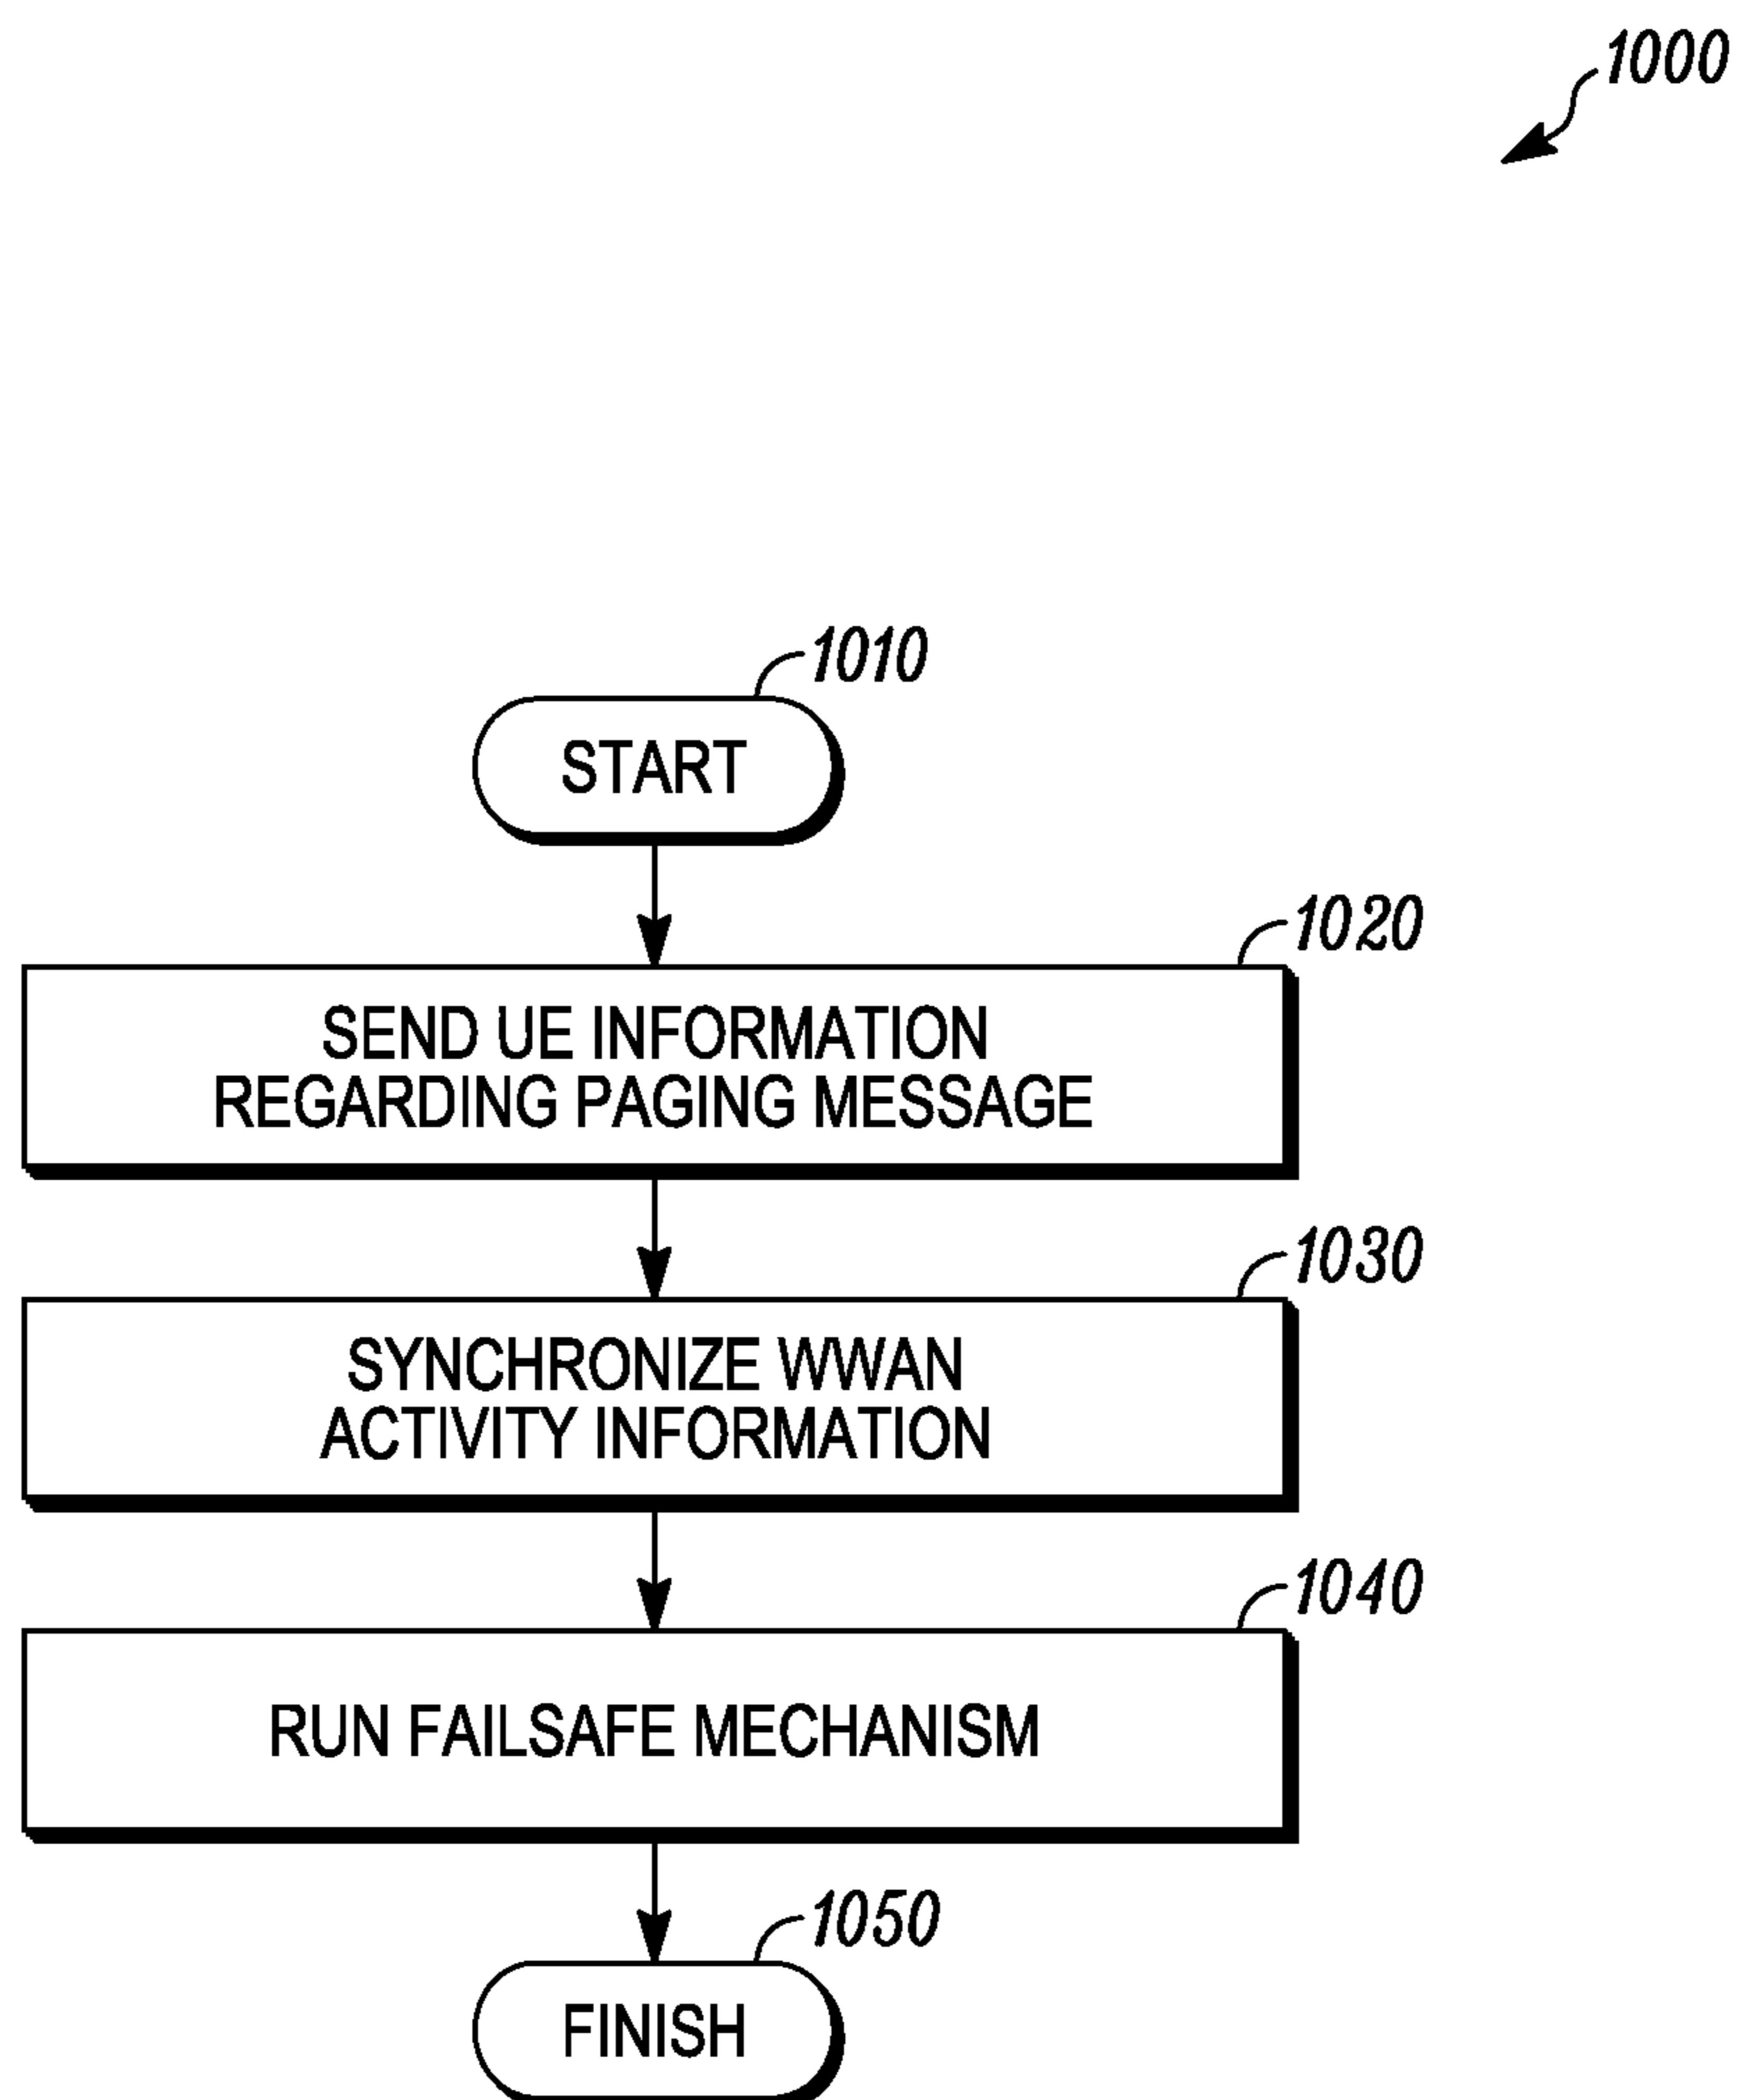 1000
1010
START
1020
SEND UE INFORMATION
REGARDING PAGING MESSAGE
1030
SYNCHRONIZE WWAN
ACTIVITY INFORMATION
1040
RUN FAILSAFE MECHANISM
1050
FINISH